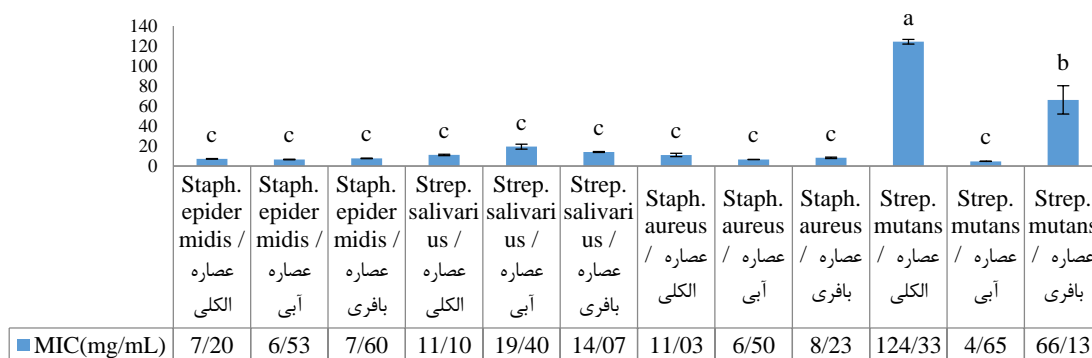 140
120
100
80
60
40
20
0
c
c
c
c
c
c
c
c
c
a
c
b
Staph.
epider
midis /
عصاره
الکلی
Staph.
epider
midis /
عصاره
آبی
Staph.
epider
midis /
عصاره
بافری
Strep.
salivari
us /
عصاره
الکلی
Strep.
salivari
us /
عصاره
آبی
Strep.
salivari
us /
عصاره
بافری
Staph.
aureus
/ عصاره
الکلی
Staph.
aureus
/ عصاره
آبی
Staph.
aureus
/ عصاره
بافری
Strep.
mutans
/ عصاره
الکلی
Strep.
mutans
/ عصاره
آبی
Strep.
mutans
/ عصاره
بافری
MIC(mg/mL) 7/20 6/53 7/60 11/10 19/40 14/07 11/03 6/50 8/23 124/33 4/65 66/13